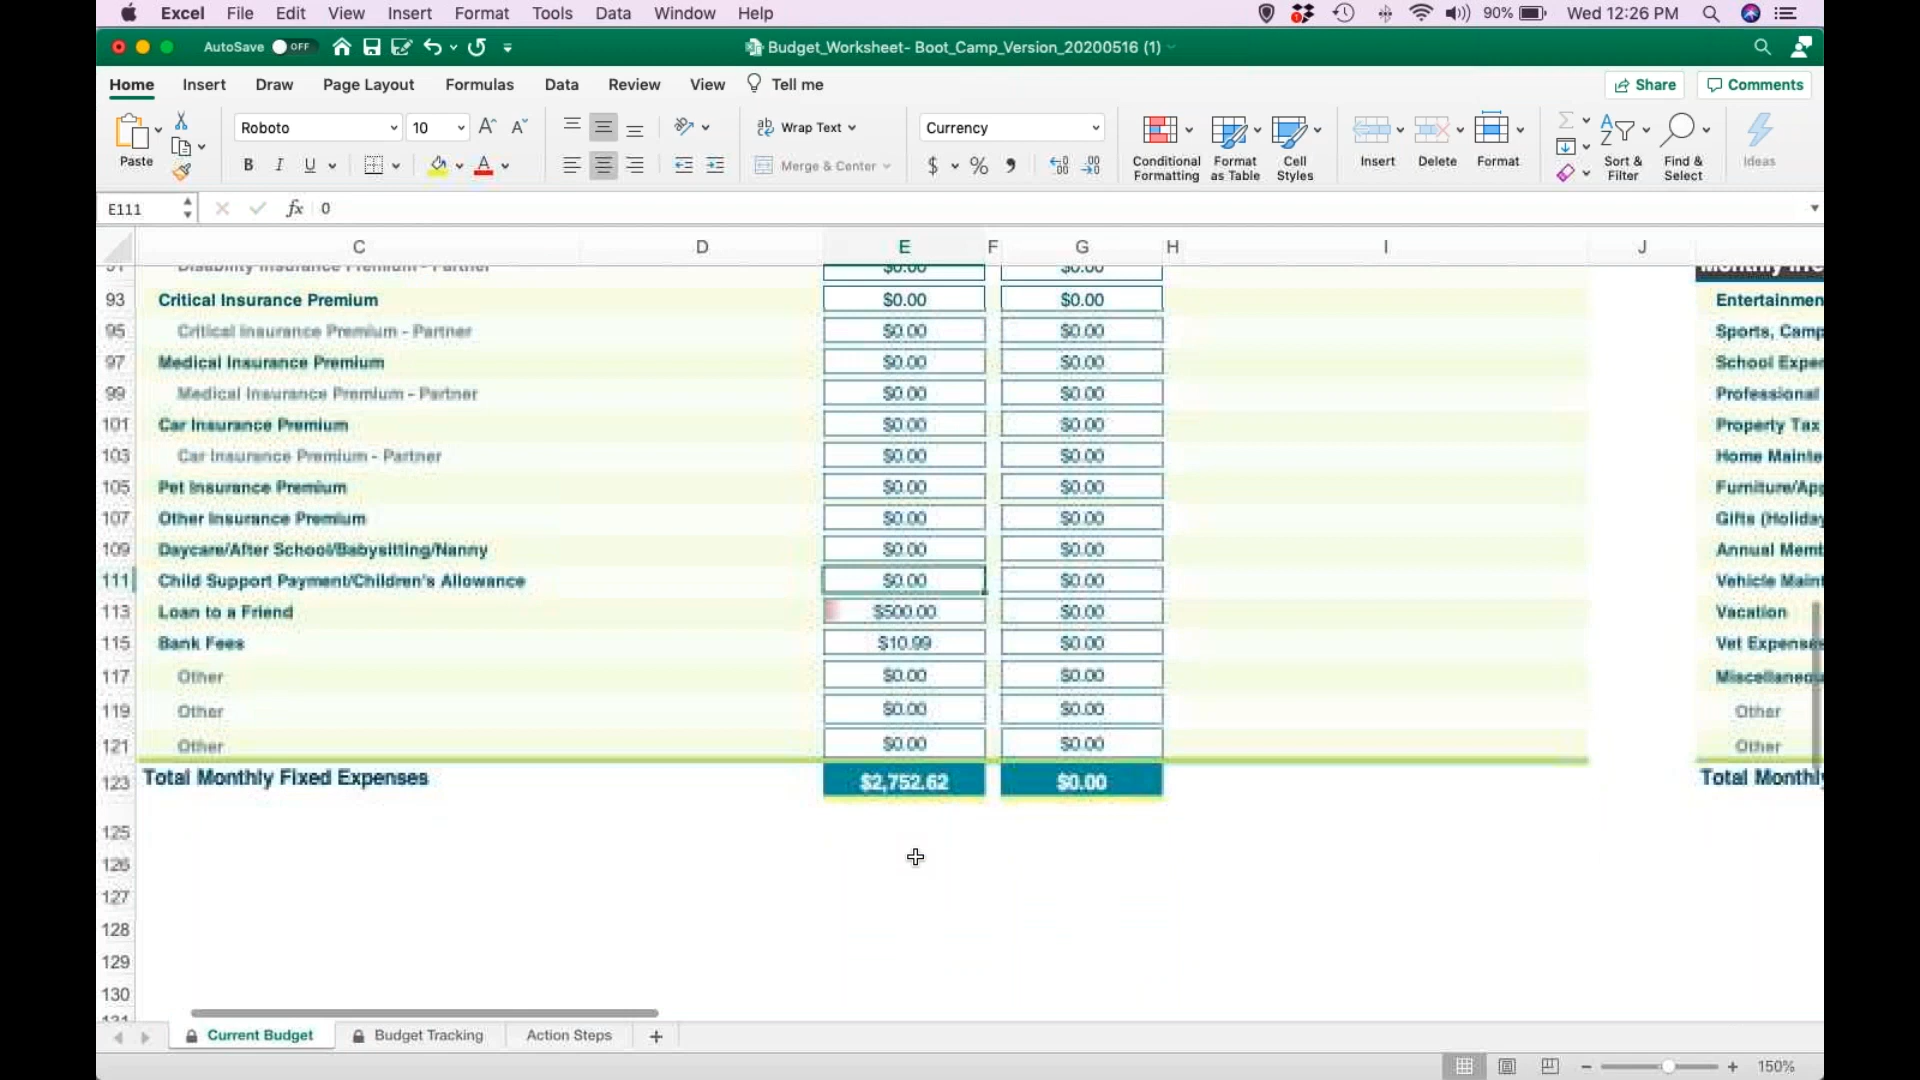 Excel File Edit View Insert Format Tools Data Window Help 90% Wed 12:26 PM
AutoSave OFF Budget_Worksheet- Boot_Camp_Version_20200516 (1)
Home Insert Draw Page Layout Formulas Data Review View Tell me Share Comments
Paste Roboto 10 B I U Wrap Text Merge & Center Currency $ % Conditional Formatting Format as Table Cell Styles Insert Delete Format Sort & Filter Find & Select Ideas
E111 fx 0
C D E F G H I J
Disability Insurance Premium - Partner $0.00 $0.00
93 Critical Insurance Premium $0.00 $0.00 Entertainmen
95 Critical Insurance Premium - Partner $0.00 $0.00 Sports, Camp
97 Medical Insurance Premium $0.00 $0.00 School Exper
99 Medical Insurance Premium - Partner $0.00 $0.00 Professional
101 Car Insurance Premium $0.00 $0.00 Property Tax
103 Car Insurance Premium - Partner $0.00 $0.00 Home Mainte
105 Pet Insurance Premium $0.00 $0.00 Furniture/App
107 Other Insurance Premium $0.00 $0.00 Gifts (Holiday
109 Daycare/After School/Babysitting/Nanny $0.00 $0.00 Annual Memb
111 Child Support Payment/Children's Allowance $0.00 $0.00 Vehicle Maint
113 Loan to a Friend $500.00 $0.00 Vacation
115 Bank Fees $10.99 $0.00 Vet Expenses
117 Other $0.00 $0.00 Miscellaneou
119 Other $0.00 $0.00 Other
121 Other $0.00 $0.00 Other
123 Total Monthly Fixed Expenses $2,752.62 $0.00 Total Monthly
125
126
127
128
129
130
Current Budget Budget Tracking Action Steps +
150%